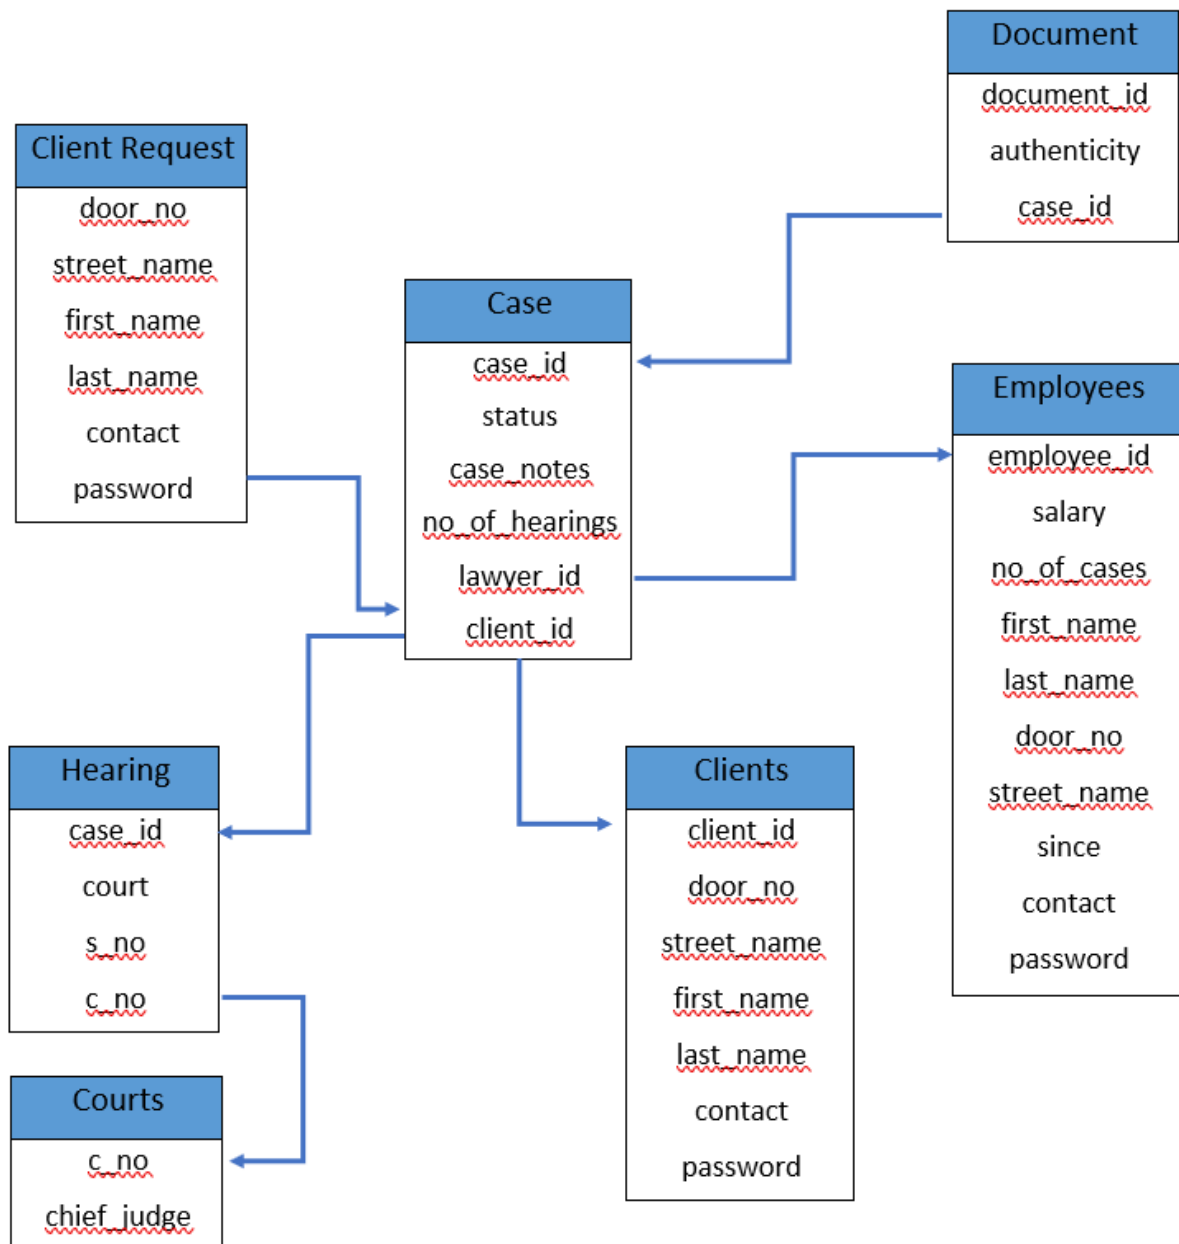 Document
document_id
authenticity
case_id
Client Request
door_no
street_name
first_name
last_name
contact
password
Case
case_id
status
case_notes
no_of_hearings
lawyer_id
client_id
Employees
employee_id
salary
no_of_cases
first_name
last_name
door_no
street_name
since
contact
password
Hearing
case_id
court
s_no
c_no
Clients
client_id
door_no
street_name
first_name
last_name
contact
password
Courts
c_no
chief_judge